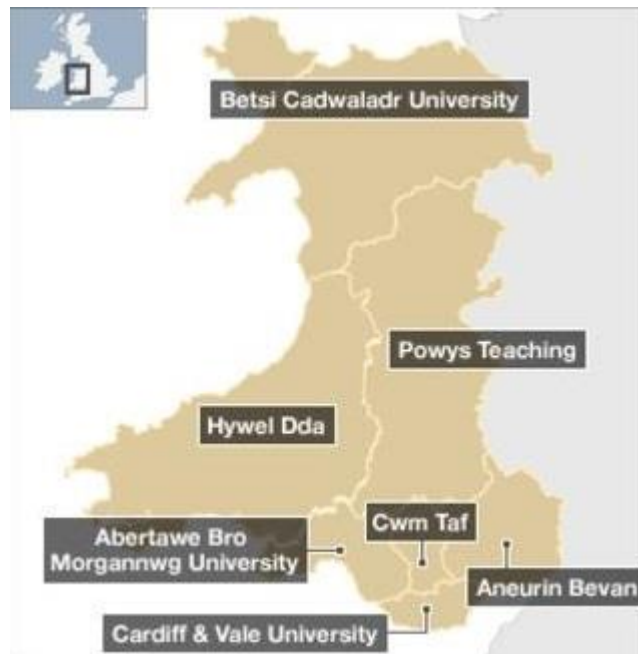 Betsi Cadwaladr University
Powys Teaching
Hywel Dda
Cwm Taf
Abertawe Bro
Morgannwg University
Aneurin Bevan
Cardiff & Vale University